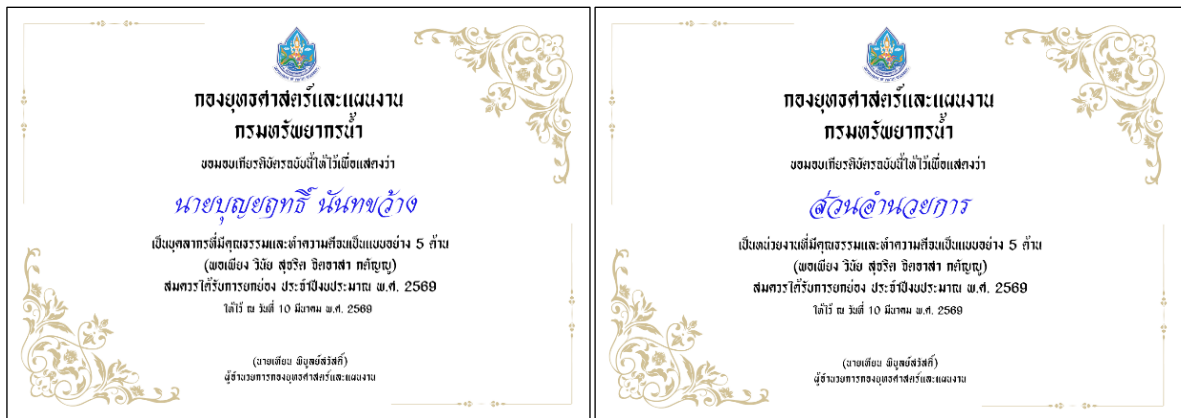 กองยุทธศาสตร์และแผนงาน
กรมทรัพยากรน้ำ
ขอมอบเกียรติบัตรฉบับนี้ให้ไว้เพื่อแสดงว่า
นายบุญยฤทธิ์ นันทขว้าง
เป็นบุคลากรที่มีคุณธรรมและทำความดีจนเป็นแบบอย่าง 5 ด้าน
(พอเพียง วินัย สุจริต จิตอาสา กตัญญู)
สมควรได้รับการยกย่อง ประจำปีงบประมาณ พ.ศ. 2569
ให้ไว้ ณ วันที่ 10 มีนาคม พ.ศ. 2569
(นายเทียน พิบูลย์สวัสดิ์)
ผู้อำนวยการกองยุทธศาสตร์และแผนงาน
กองยุทธศาสตร์และแผนงาน
กรมทรัพยากรน้ำ
ขอมอบเกียรติบัตรฉบับนี้ให้ไว้เพื่อแสดงว่า
ส่วนอำนวยการ
เป็นหน่วยงานที่มีคุณธรรมและทำความดีจนเป็นแบบอย่าง 5 ด้าน
(พอเพียง วินัย สุจริต จิตอาสา กตัญญู)
สมควรได้รับการยกย่อง ประจำปีงบประมาณ พ.ศ. 2569
ให้ไว้ ณ วันที่ 10 มีนาคม พ.ศ. 2569
(นายเทียน พิบูลย์สวัสดิ์)
ผู้อำนวยการกองยุทธศาสตร์และแผนงาน